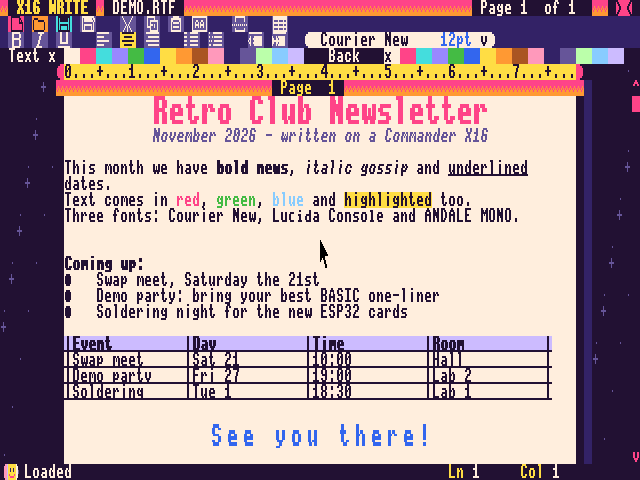 X16 WRITE DEMO.RTF Page 1 of 1
B I U Courier New 12pt v
Text x Back x
0...+...1...+...2...+...3...+...4...+...5...+...6...+...7...+...
Page 1
Retro Club Newsletter
November 2026 - written on a Commander X16
This month we have bold news, italic gossip and underlined
dates.
Text comes in red, green, blue and highlighted too.
Three fonts: Courier New, Lucida Console and ANDALE MONO.
Coming up:
● Swap meet, Saturday the 21st
● Demo party: bring your best BASIC one-liner
● Soldering night for the new ESP32 cards
|Event |Day |Time |Room |
|Swap meet |Sat 21 |10:00 |Hall |
|Demo party |Fri 27 |19:00 |Lab 2 |
|Soldering |Tue 1 |18:30 |Lab 1 |
See you there!
Loaded Ln 1 Col 1